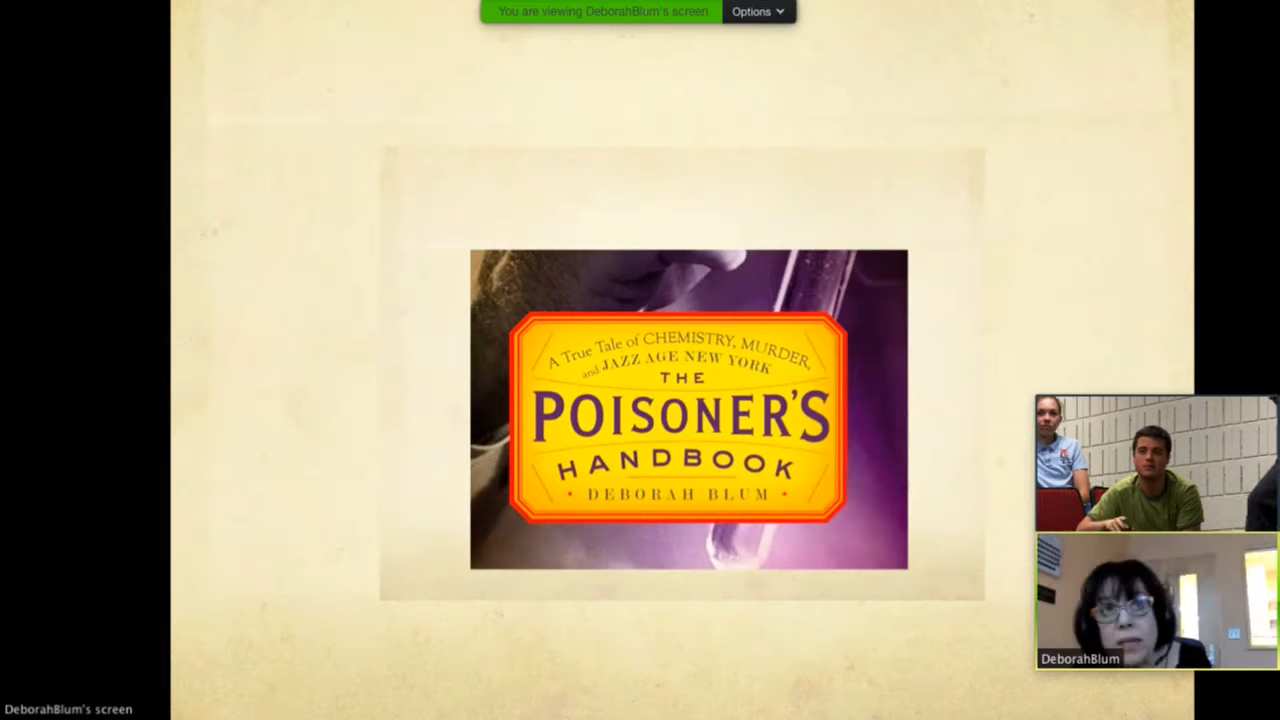 You are viewing DeborahBlum's screen Options
A True Tale of CHEMISTRY, MURDER,
and JAZZ AGE NEW YORK
THE
POISONER'S
HANDBOOK
• DEBORAH BLUM •
DeborahBlum
DeborahBlum's screen